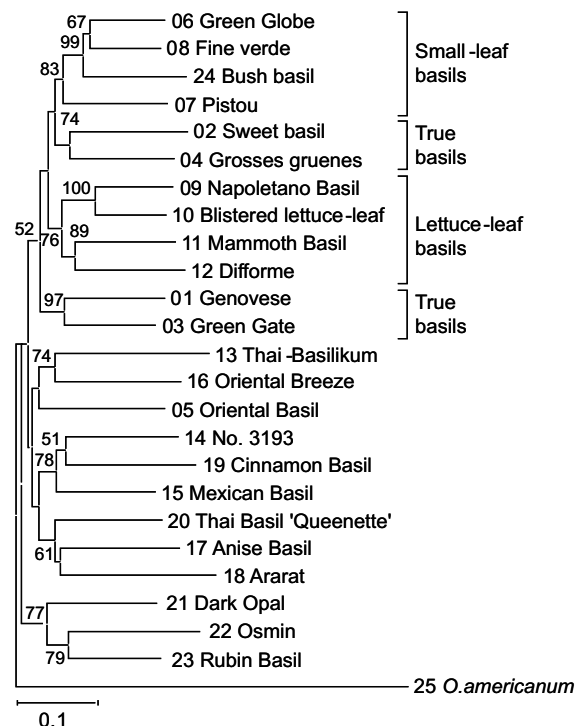 67
06 Green Globe
99
08 Fine verde
Small-leaf
basils
83
24 Bush basil
07 Pistou
74
02 Sweet basil
True
basils
04 Grosses gruenes
100
09 Napoletano Basil
10 Blistered lettuce-leaf
Lettuce-leaf
basils
52
76
89
11 Mammoth Basil
12 Difforme
97
01 Genovese
True
basils
03 Green Gate
74
13 Thai-Basilikum
16 Oriental Breeze
05 Oriental Basil
51
14 No. 3193
78
19 Cinnamon Basil
15 Mexican Basil
20 Thai Basil 'Queenette'
61
17 Anise Basil
18 Ararat
77
21 Dark Opal
22 Osmin
79
23 Rubin Basil
25 O.americanum
0.1